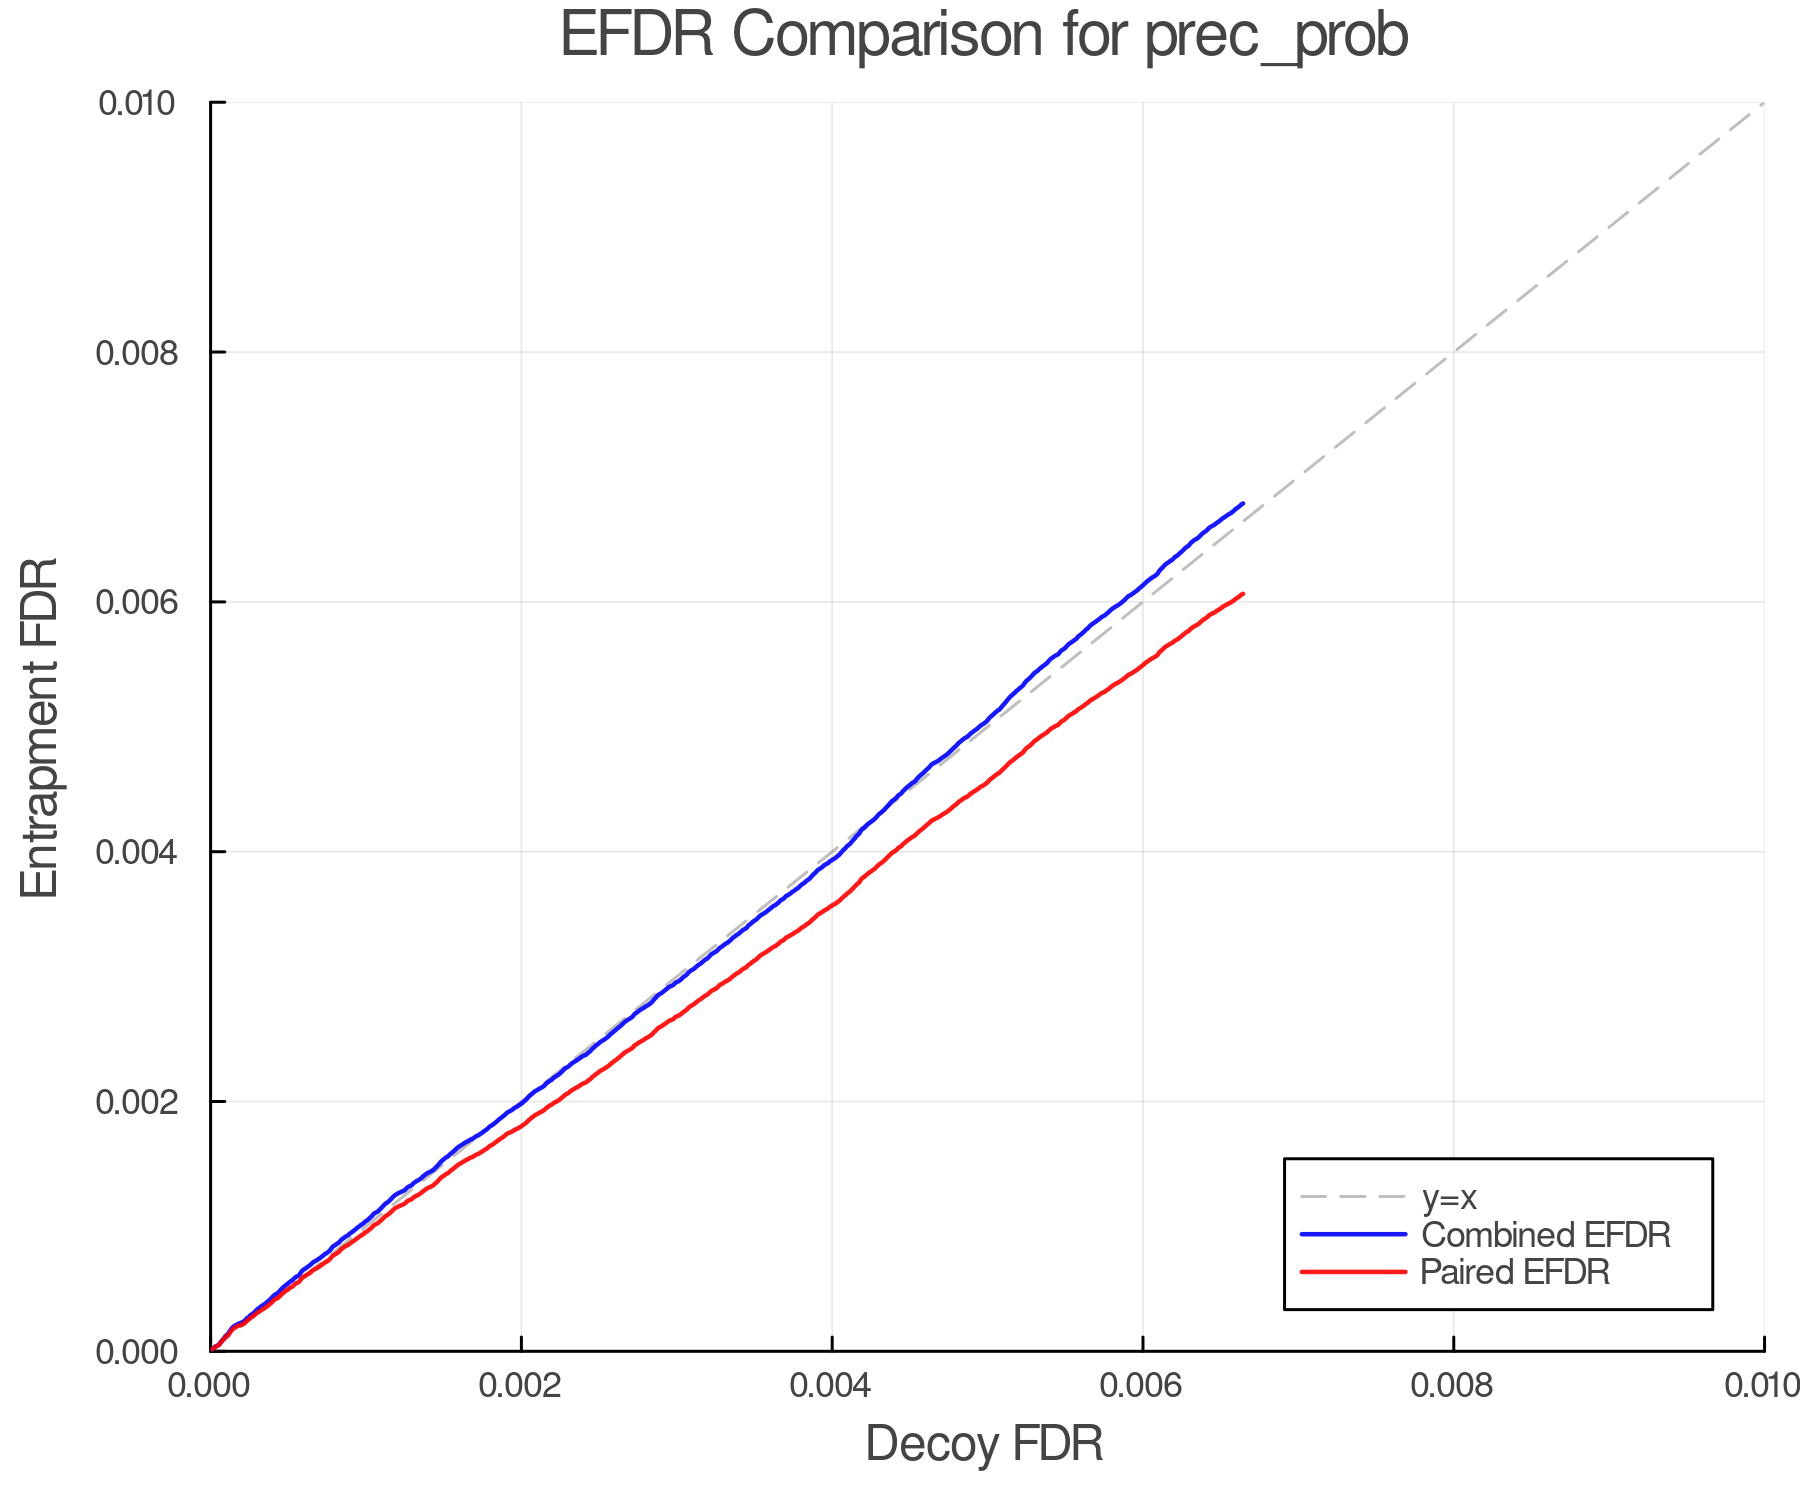 EFDR Comparison for prec_prob
0.010
0.008
0.006
0.004
0.002
0.000
Entrapment FDR
y=x
Combined EFDR
Paired EFDR
0.000 0.002 0.004 0.006 0.008 0.010
Decoy FDR